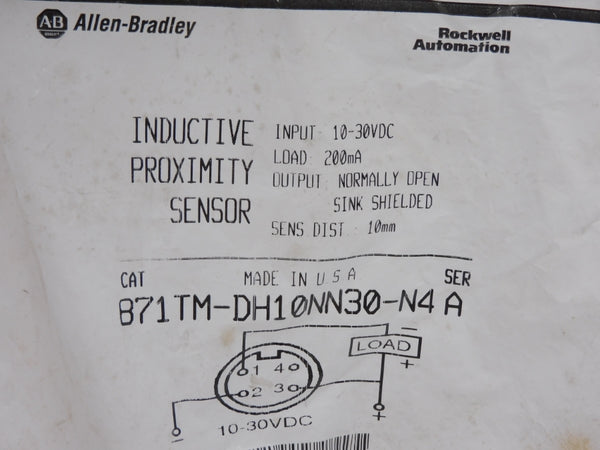 AB Allen-Bradley
Rockwell
Automation
INDUCTIVE
PROXIMITY
SENSOR
INPUT 10-30VDC
LOAD 200mA
OUTPUT NORMALLY OPEN
SINK SHIELDED
SENS DIST 10mm
CAT MADE IN USA SER
871TM-DH10NN30-N4 A
LOAD
−
+
1 4
2 3
− +
10-30VDC